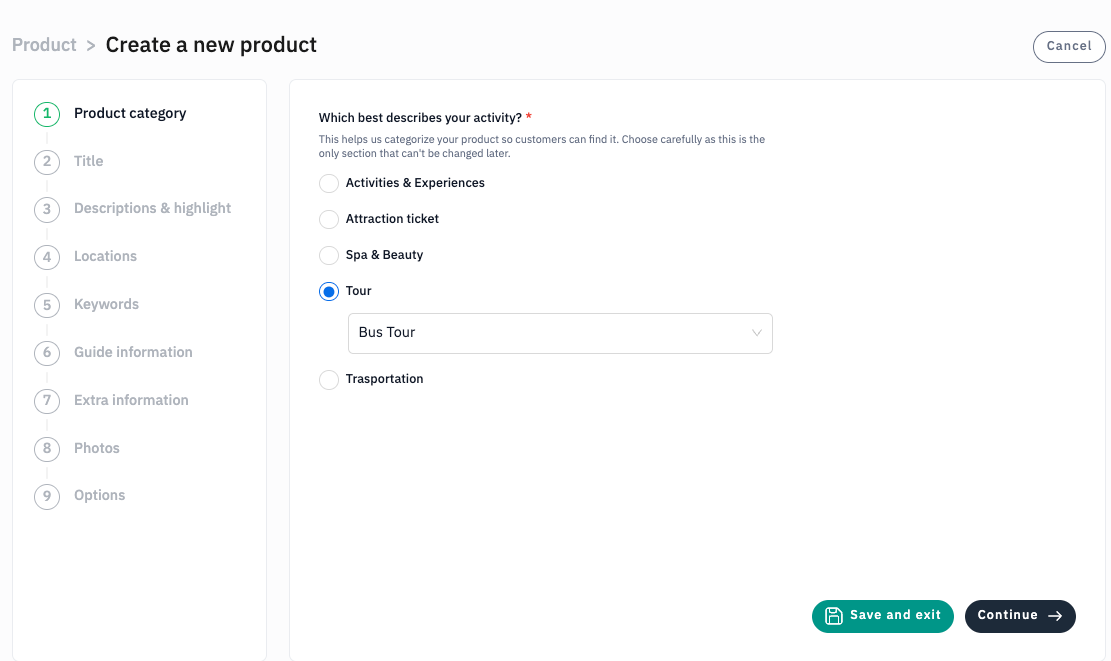 Product > Create a new product
Cancel
1 Product category
2 Title
3 Descriptions & highlight
4 Locations
5 Keywords
6 Guide information
7 Extra information
8 Photos
9 Options
Which best describes your activity? *
This helps us categorize your product so customers can find it. Choose carefully as this is the
only section that can't be changed later.
Activities & Experiences
Attraction ticket
Spa & Beauty
Tour
Bus Tour
Trasportation
Save and exit
Continue →